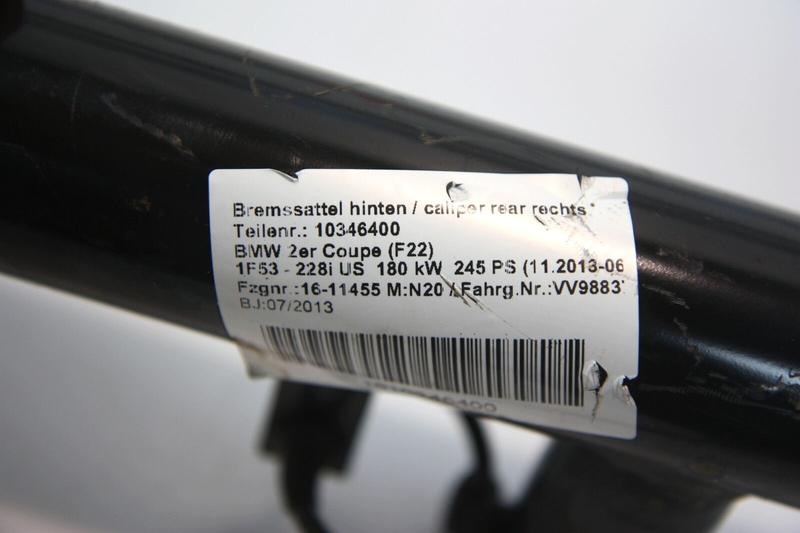 Bremssattel hinten / caliper rear rechts*
Teilenr.: 10346400
BMW 2er Coupe (F22)
1F53 - 228i US 180 kW 245 PS (11.2013-06
Fzgnr.:16-11455 M:N20 / Fahrg.Nr.:VV9883
BJ:07/2013